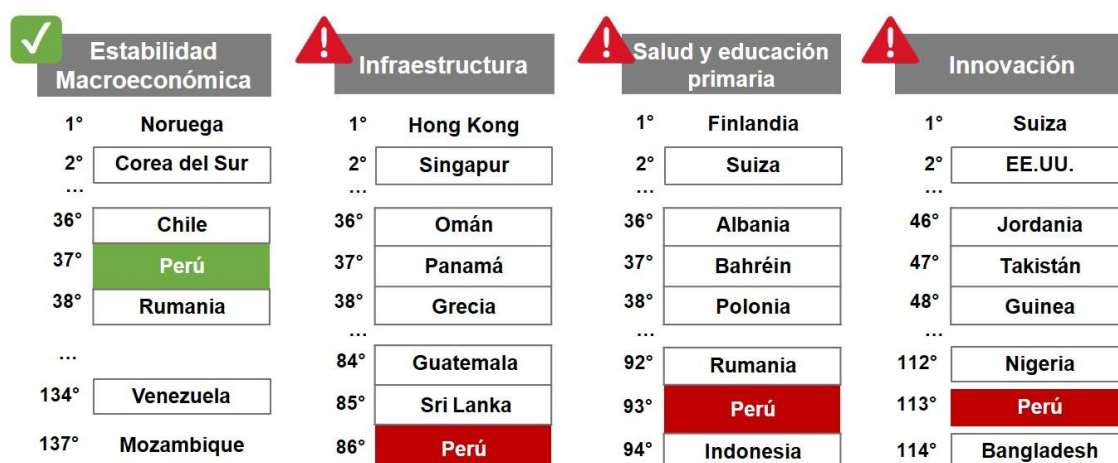 Estabilidad
Macroeconómica
1° Noruega
2° Corea del Sur
...
36° Chile
37° Perú
38° Rumania
...
134° Venezuela
137° Mozambique
Infraestructura
1° Hong Kong
2° Singapur
...
36° Omán
37° Panamá
38° Grecia
...
84° Guatemala
85° Sri Lanka
86° Perú
Salud y educación
primaria
1° Finlandia
2° Suiza
...
36° Albania
37° Bahréin
38° Polonia
...
92° Rumania
93° Perú
94° Indonesia
Innovación
1° Suiza
2° EE.UU.
...
46° Jordania
47° Takistán
48° Guinea
...
112° Nigeria
113° Perú
114° Bangladesh